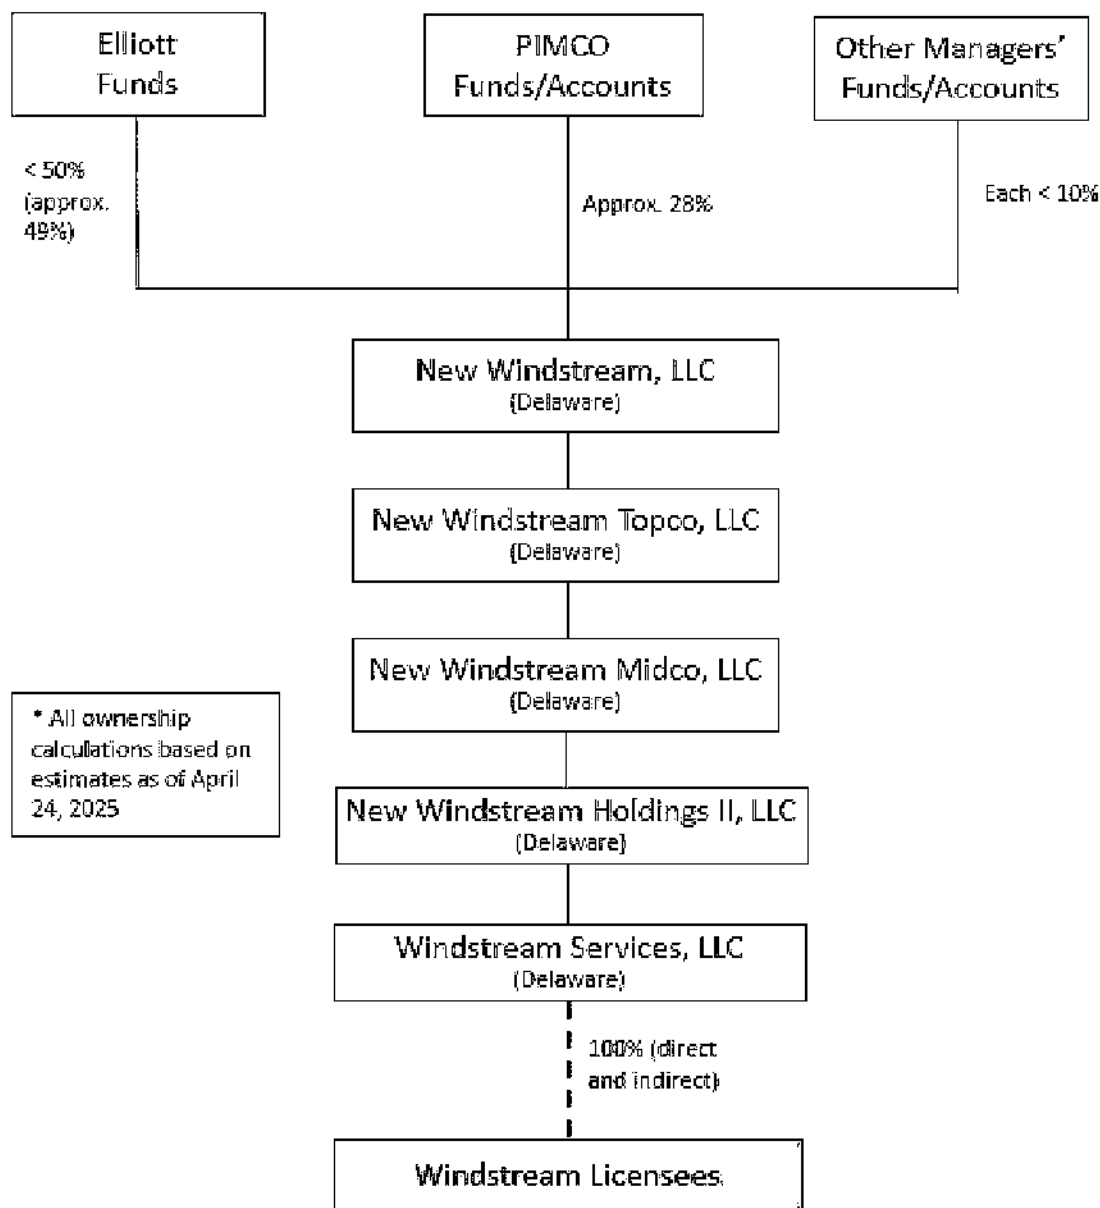 Elliott
Funds
PIMCO
Funds/Accounts
Other Managers’
Funds/Accounts
< 50%
(approx.
49%)
Approx. 28%
Each < 10%
New Windstream, LLC
(Delaware)
New Windstream Topco, LLC
(Delaware)
New Windstream Midco, LLC
(Delaware)
* All ownership
calculations based on
estimates as of April
24, 2025
New Windstream Holdings II, LLC
(Delaware)
Windstream Services, LLC
(Delaware)
100% (direct
and indirect)
Windstream Licensees